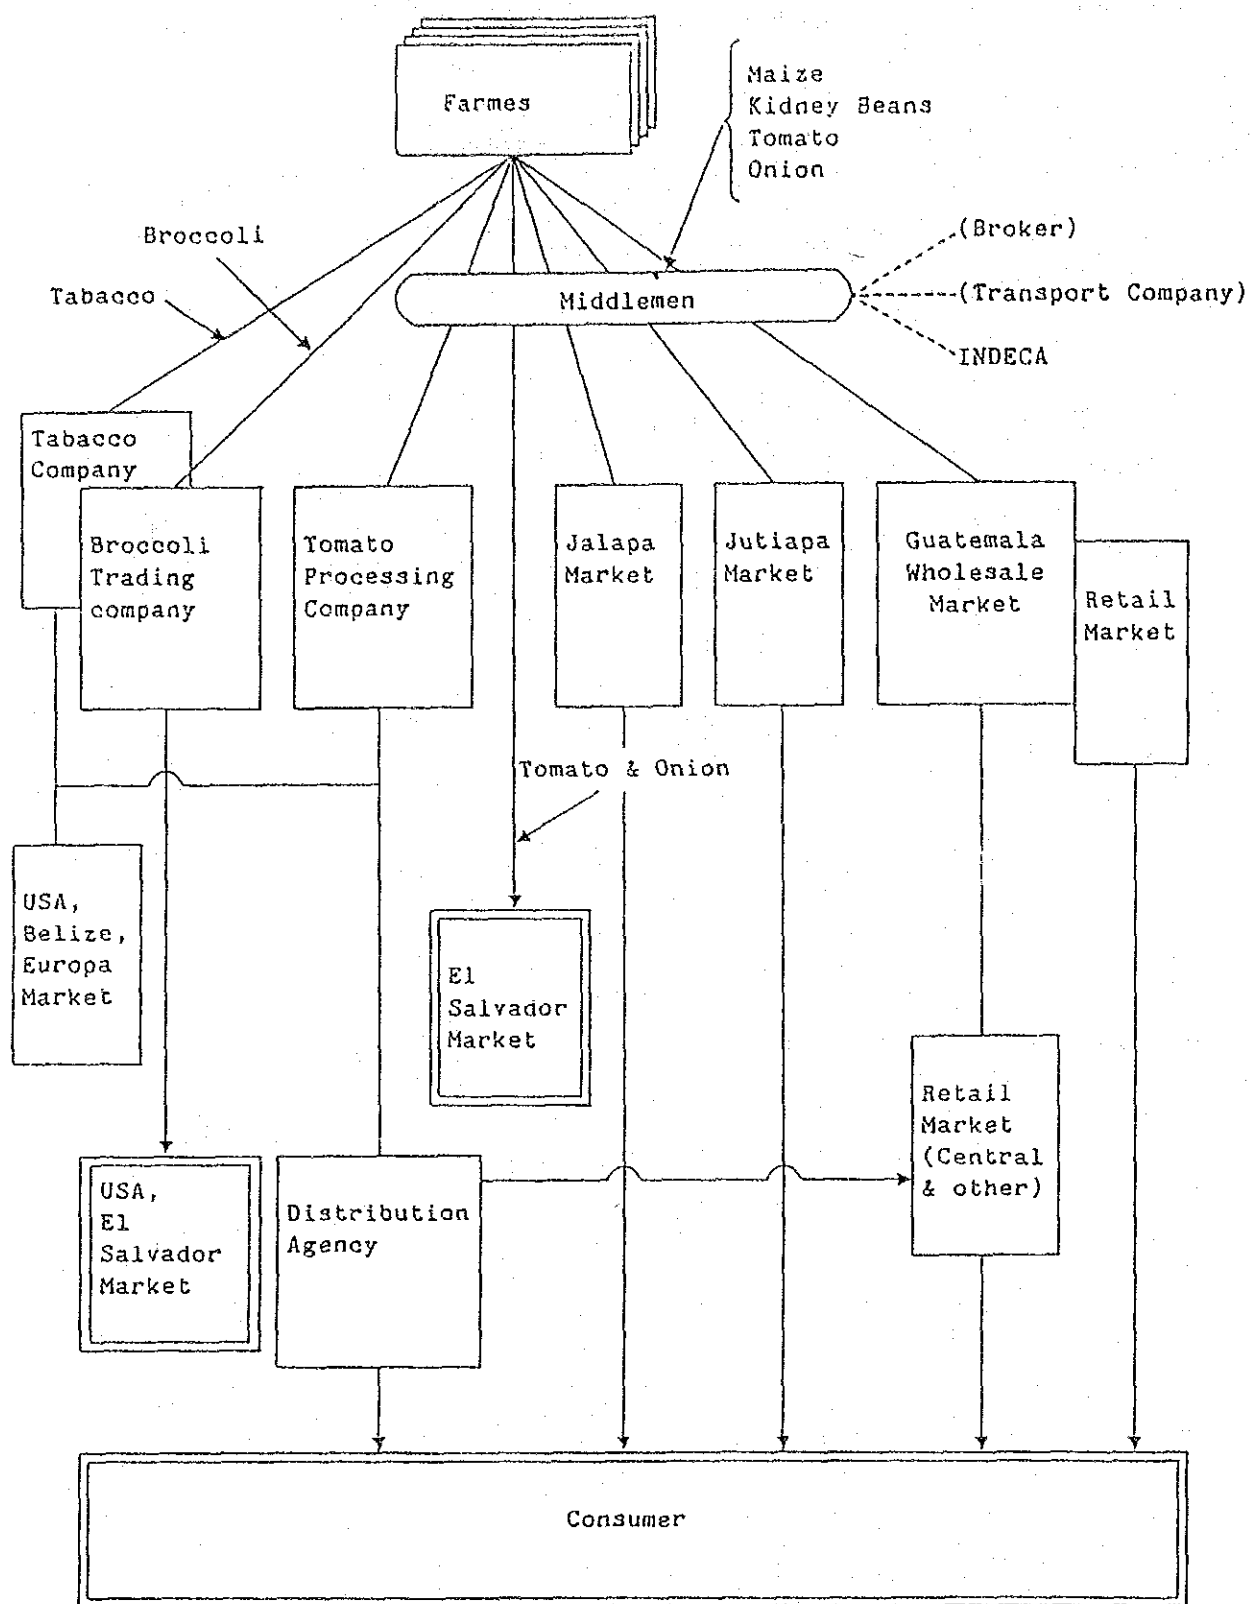 Farmes
Maize
Kidney Beans
Tomato
Onion
Broccoli
Tabacco
Middlemen
(Broker)
(Transport Company)
INDECA
Tabacco
Company
Broccoli
Trading
company
Tomato
Processing
Company
Jalapa
Market
Jutiapa
Market
Guatemala
Wholesale
Market
Retail
Market
Tomato & Onion
USA,
Belize,
Europa
Market
El
Salvador
Market
Retail
Market
(Central
& other)
USA,
El
Salvador
Market
Distribution
Agency
Consumer